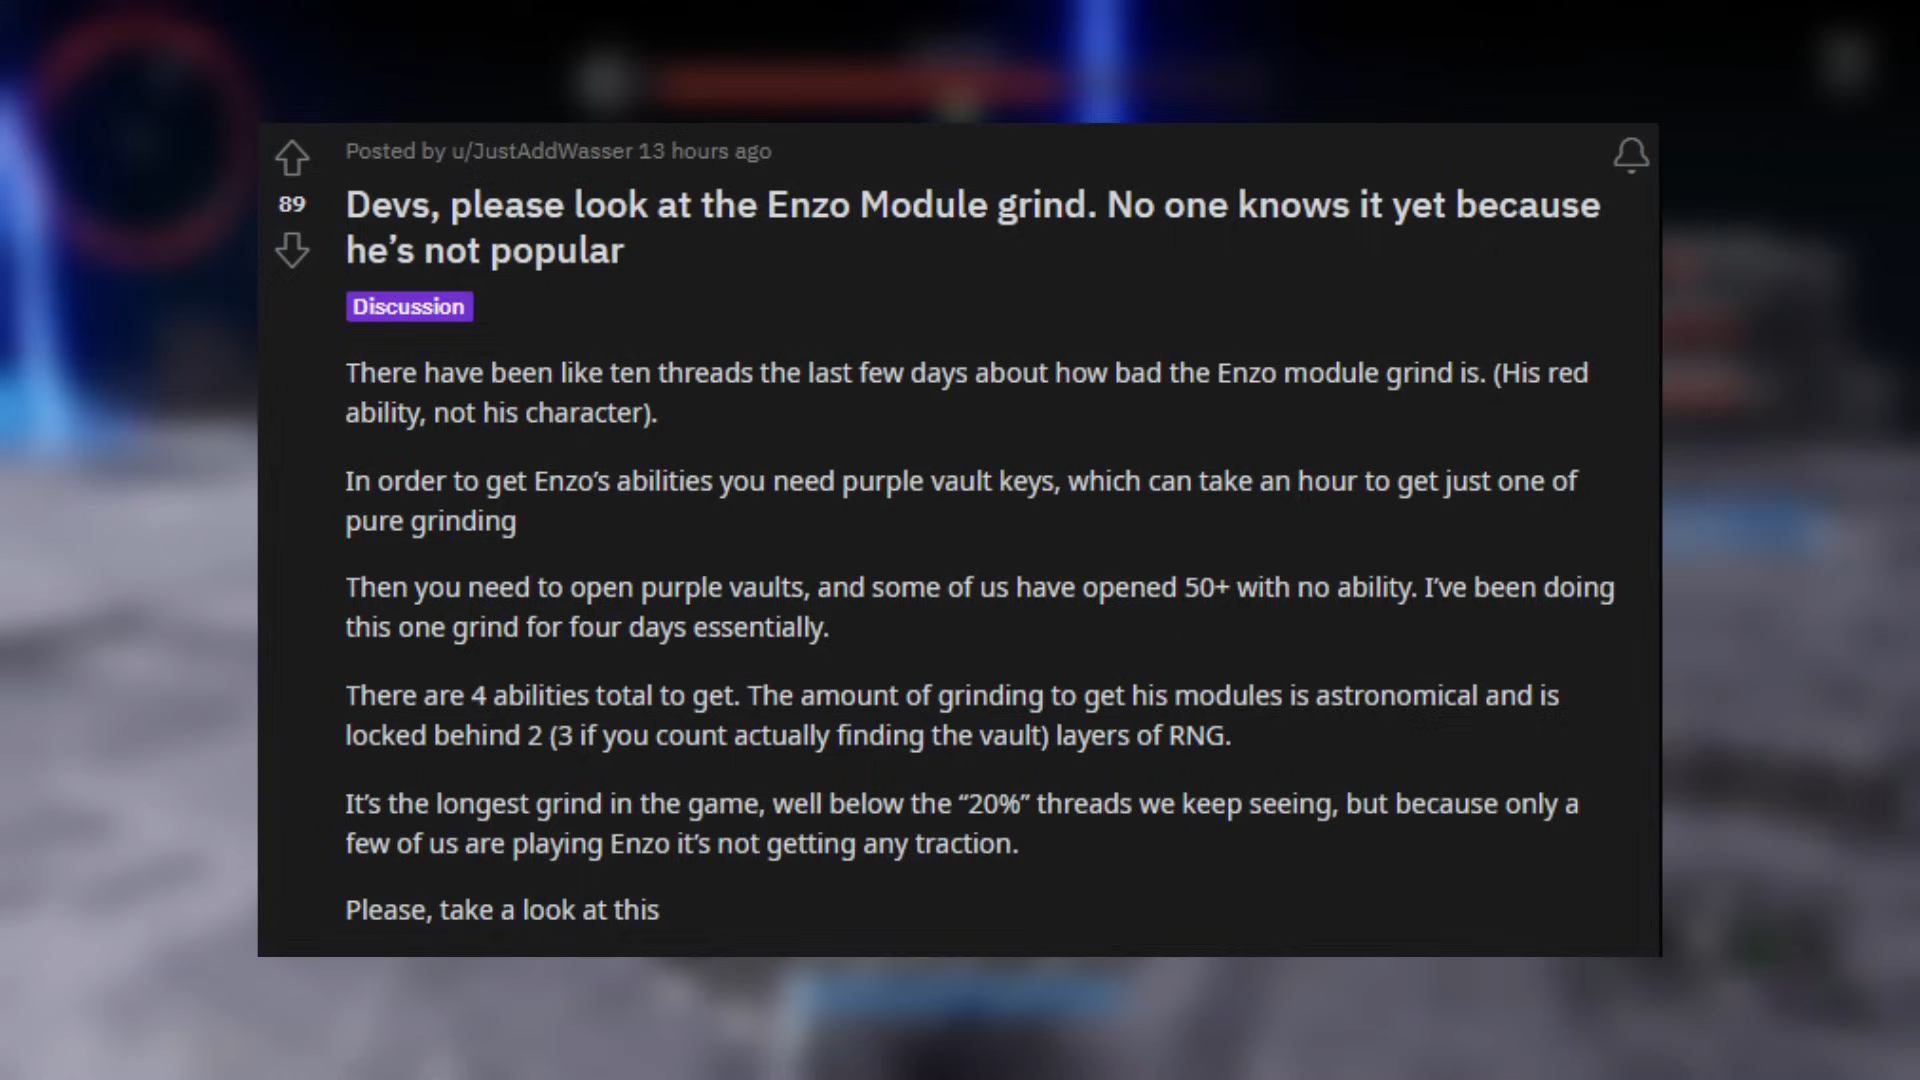 Posted by u/JustAddWasser 13 hours ago
89
Devs, please look at the Enzo Module grind. No one knows it yet because
he’s not popular
Discussion
There have been like ten threads the last few days about how bad the Enzo module grind is. (His red
ability, not his character).
In order to get Enzo’s abilities you need purple vault keys, which can take an hour to get just one of
pure grinding
Then you need to open purple vaults, and some of us have opened 50+ with no ability. I’ve been doing
this one grind for four days essentially.
There are 4 abilities total to get. The amount of grinding to get his modules is astronomical and is
locked behind 2 (3 if you count actually finding the vault) layers of RNG.
It’s the longest grind in the game, well below the “20%” threads we keep seeing, but because only a
few of us are playing Enzo it’s not getting any traction.
Please, take a look at this